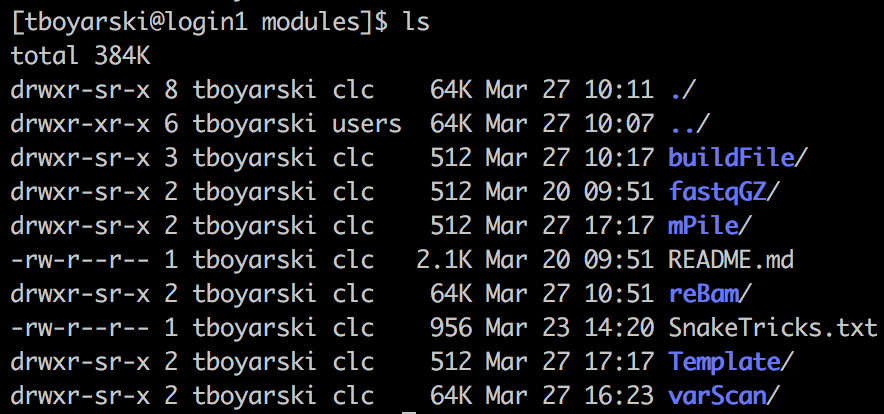 [tboyarski@login1 modules]$ ls
total 384K
drwxr-sr-x 8 tboyarski clc    64K Mar 27 10:11 ./
drwxr-xr-x 6 tboyarski users  64K Mar 27 10:07 ../
drwxr-sr-x 3 tboyarski clc    512 Mar 27 10:17 buildFile/
drwxr-sr-x 2 tboyarski clc    512 Mar 20 09:51 fastqGZ/
drwxr-sr-x 2 tboyarski clc    512 Mar 27 17:17 mPile/
-rw-r--r-- 1 tboyarski clc   2.1K Mar 20 09:51 README.md
drwxr-sr-x 2 tboyarski clc    64K Mar 27 10:51 reBam/
-rw-r--r-- 1 tboyarski clc    956 Mar 23 14:20 SnakeTricks.txt
drwxr-sr-x 2 tboyarski clc    512 Mar 27 17:17 Template/
drwxr-sr-x 2 tboyarski clc    64K Mar 27 16:23 varScan/